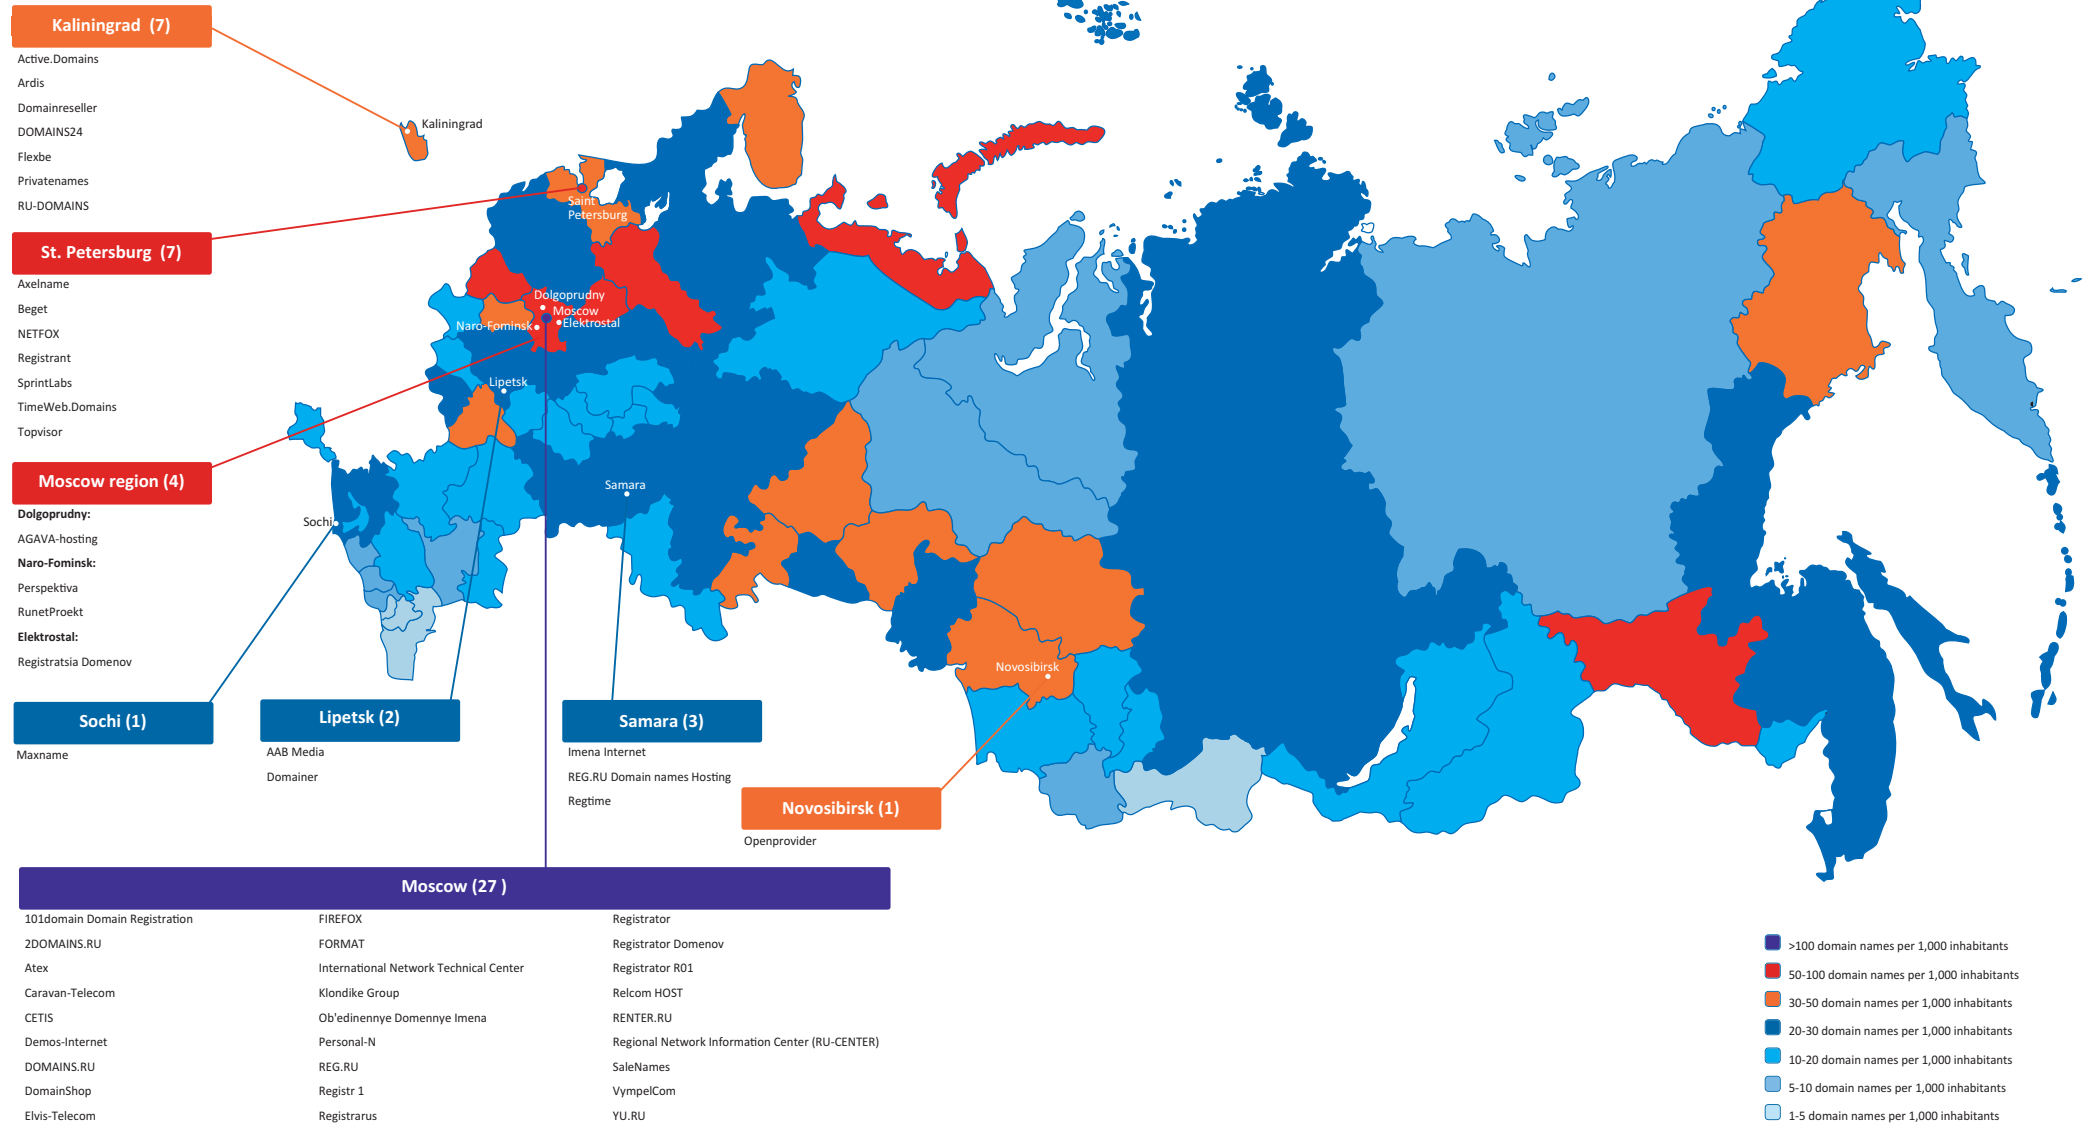 Kaliningrad (7)
Active.Domains
Ardis
Domainreseller
DOMAINS24
Flexbe
Privatenames
RU-DOMAINS
St. Petersburg (7)
Axelname
Beget
NETFOX
Registrant
SprintLabs
TimeWeb.Domains
Topvisor
Moscow region (4)
Dolgoprudny:
AGAVA-hosting
Naro-Fominsk:
Perspektiva
RunetProekt
Elektrostal:
Registratsia Domenov
Kaliningrad
Saint
Petersburg
Dolgoprudny
Moscow
Naro-Fominsk
Elektrostal
Lipetsk
Samara
Sochi
Novosibirsk
Sochi (1)
Maxname
Lipetsk (2)
AAB Media
Domainer
Samara (3)
Imena Internet
REG.RU Domain names Hosting
Regtime
Novosibirsk (1)
Openprovider
Moscow (27 )
101domain Domain Registration
2DOMAINS.RU
Atex
Caravan-Telecom
CETIS
Demos-Internet
DOMAINS.RU
DomainShop
Elvis-Telecom
FIREFOX
FORMAT
International Network Technical Center
Klondike Group
Ob'edinennye Domennye Imena
Personal-N
REG.RU
Registr 1
Registrarus
Registrator
Registrator Domenov
Registrator R01
Relcom HOST
RENTER.RU
Regional Network Information Center (RU-CENTER)
SaleNames
VympelCom
YU.RU
>100 domain names per 1,000 inhabitants
50-100 domain names per 1,000 inhabitants
30-50 domain names per 1,000 inhabitants
20-30 domain names per 1,000 inhabitants
10-20 domain names per 1,000 inhabitants
5-10 domain names per 1,000 inhabitants
1-5 domain names per 1,000 inhabitants